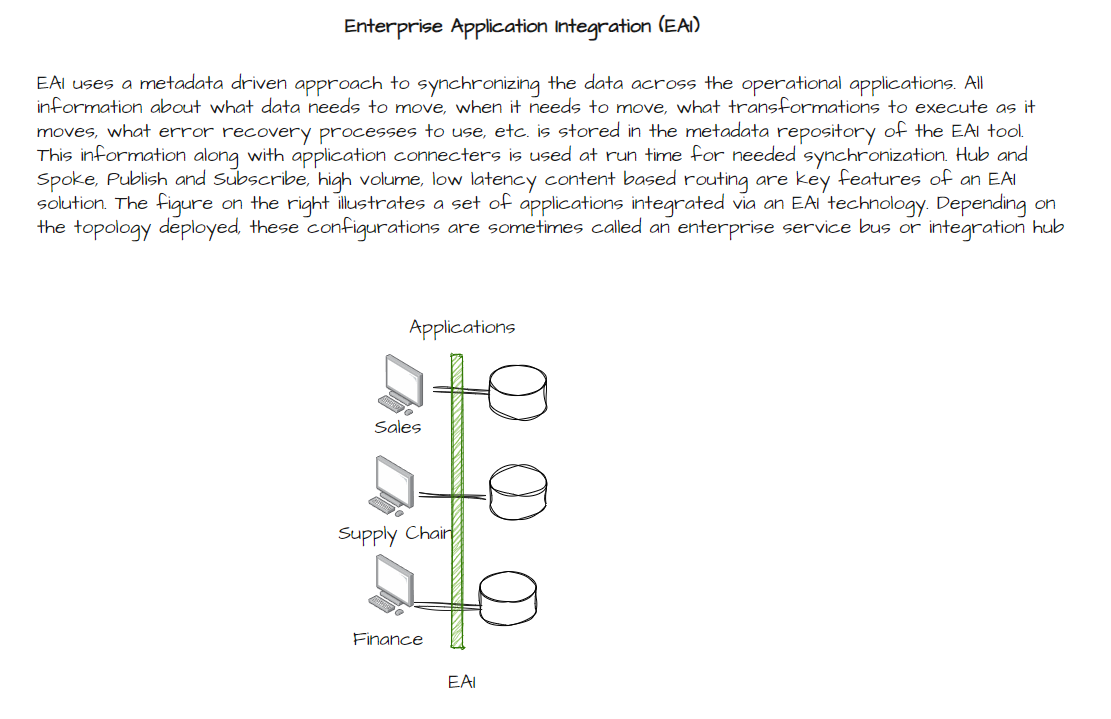 Enterprise Application Integration (EAI)
EAI uses a metadata driven approach to synchronizing the data across the operational applications. All
information about what data needs to move, when it needs to move, what transformations to execute as it
moves, what error recovery processes to use, etc. is stored in the metadata repository of the EAI tool.
This information along with application connecters is used at run time for needed synchronization. Hub and
Spoke, Publish and Subscribe, high volume, low latency content based routing are key features of an EAI
solution. The figure on the right illustrates a set of applications integrated via an EAI technology. Depending on
the topology deployed, these configurations are sometimes called an enterprise service bus or integration hub
Applications
Sales
Supply Chain
Finance
EAI